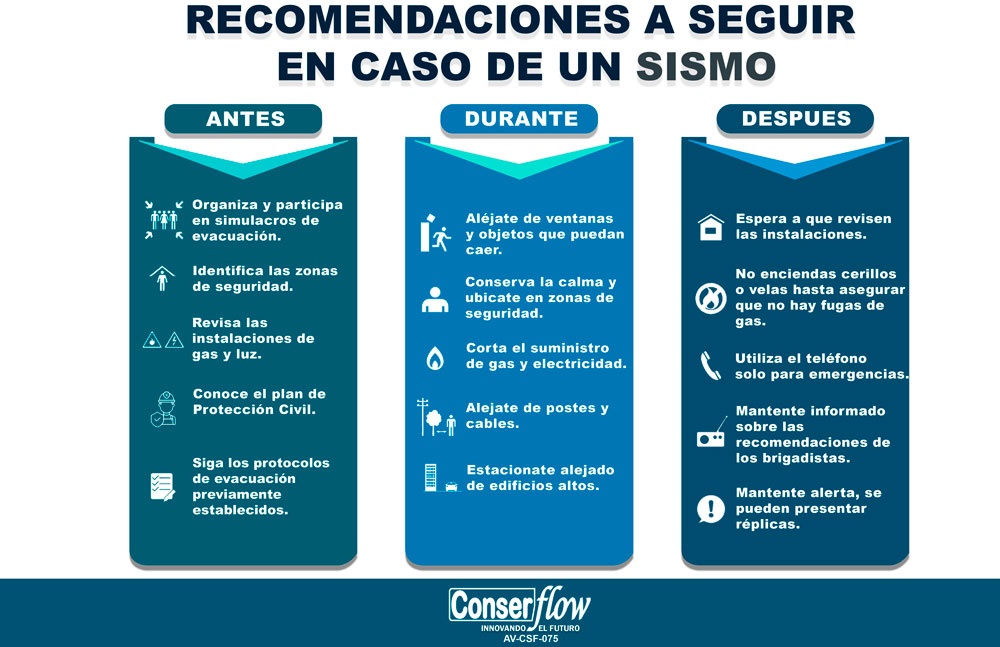 RECOMENDACIONES A SEGUIR
EN CASO DE UN SISMO
ANTES
Organiza y participa
en simulacros de
evacuación.
Identifica las zonas
de seguridad.
Revisa las
instalaciones de
gas y luz.
Conoce el plan de
Protección Civil.
Siga los protocolos
de evacuación
previamente
establecidos.
DURANTE
Aléjate de ventanas
y objetos que puedan
caer.
Conserva la calma y
ubicate en zonas de
seguridad.
Corta el suministro
de gas y electricidad.
Alejate de postes y
cables.
Estacionate alejado
de edificios altos.
DESPUES
Espera a que revisen
las instalaciones.
No enciendas cerillos
o velas hasta asegurar
que no hay fugas de
gas.
Utiliza el teléfono
solo para emergencias.
Mantente informado
sobre las
recomendaciones de
los brigadistas.
Mantente alerta, se
pueden presentar
réplicas.
Conserflow
INNOVANDO EL FUTURO
AV-CSF-075